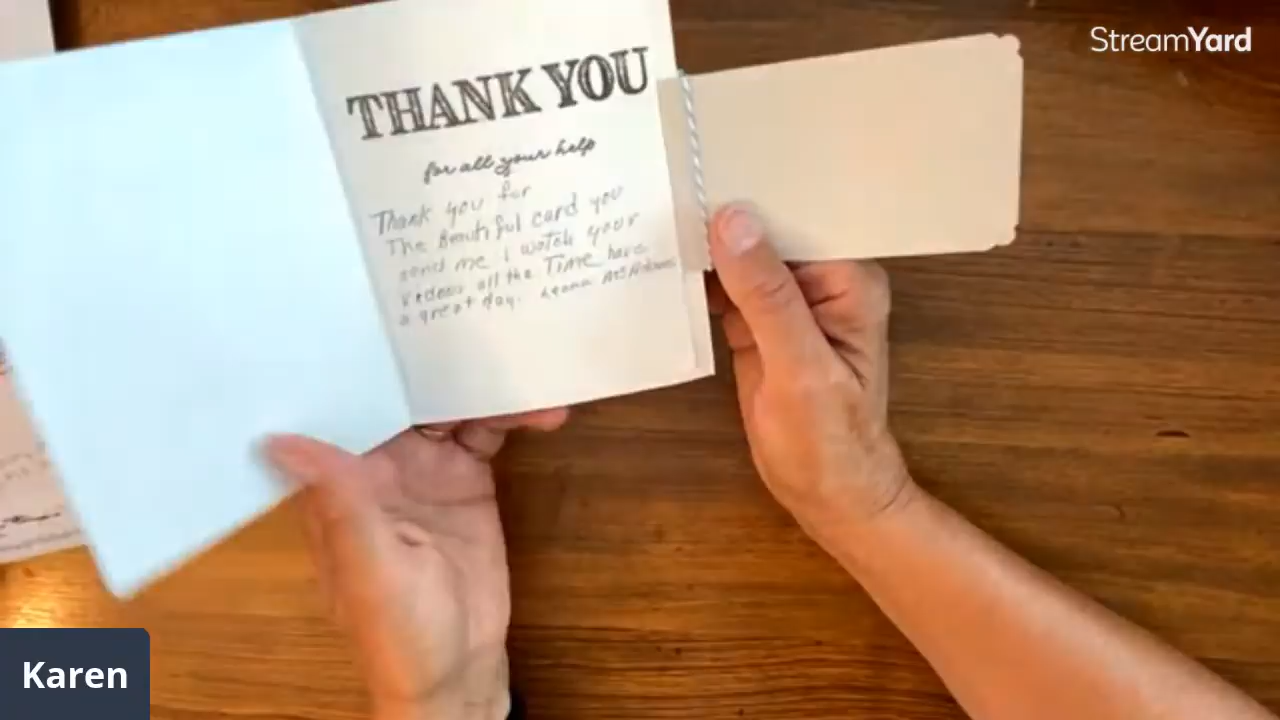 StreamYard
THANK YOU
for all your help
Thank you for
The Beautiful card you
send me I watch your
videos all the Time have
a great day. Leona
Karen